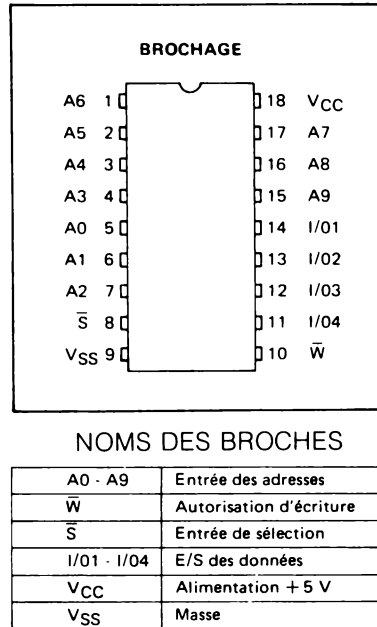 BROCHAGE
A6 1 18 VCC
A5 2 17 A7
A4 3 16 A8
A3 4 15 A9
A0 5 14 I/01
A1 6 13 I/02
A2 7 12 I/03
S̅ 8 11 I/04
VSS 9 10 W̅
NOMS DES BROCHES
A0 - A9 Entrée des adresses
W̅ Autorisation d'écriture
S̅ Entrée de sélection
I/01 - I/04 E/S des données
VCC Alimentation + 5 V
VSS Masse